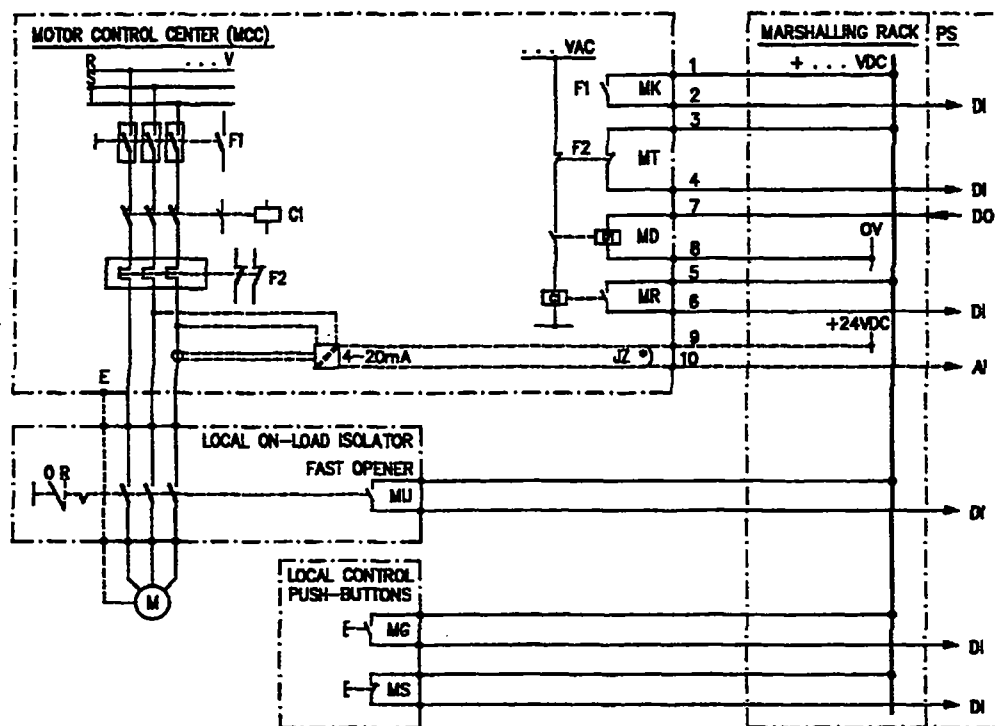 MOTOR CONTROL CENTER (MCC)
R ... V
S
F1
C1
F2
4~20mA
E
... VAC
F1 MK
F2 MT
MD
MR
JZ *)
1
2
3
4
7
8
5
6
9
10
MARSHALLING RACK
PS
+ ... VDC
0V
+24VDC
DI
DI
DO
DI
AI
LOCAL ON-LOAD ISOLATOR
FAST OPENER
O R
MU
DI
M
LOCAL CONTROL
PUSH-BUTTONS
MG
DI
MS
DI